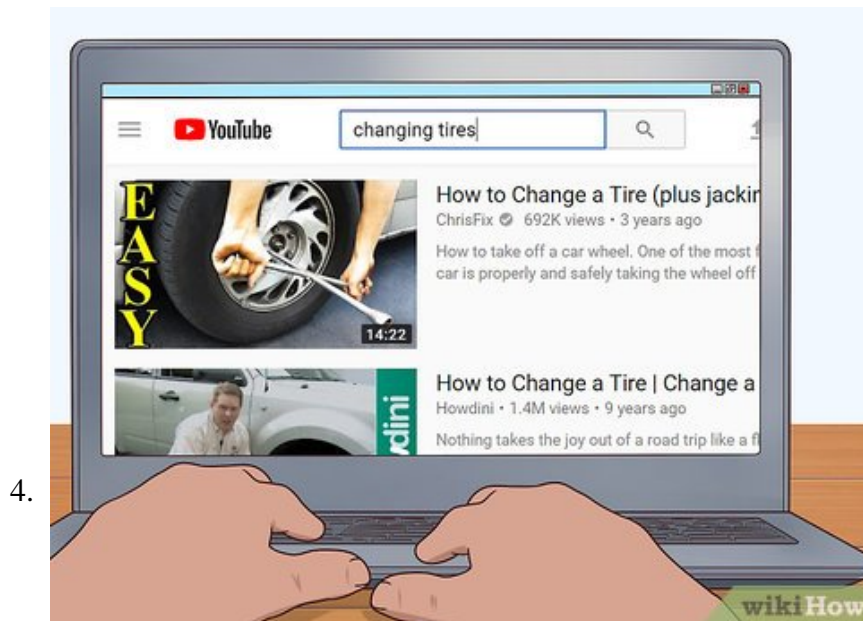 YouTube
changing tires
EASY
14:22
How to Change a Tire (plus jackin
ChrisFix 692K views • 3 years ago
How to take off a car wheel. One of the most f
car is properly and safely taking the wheel off
How to Change a Tire | Change a
Howdini • 1.4M views • 9 years ago
Nothing takes the joy out of a road trip like a fl
wdini
4.
wikiHow